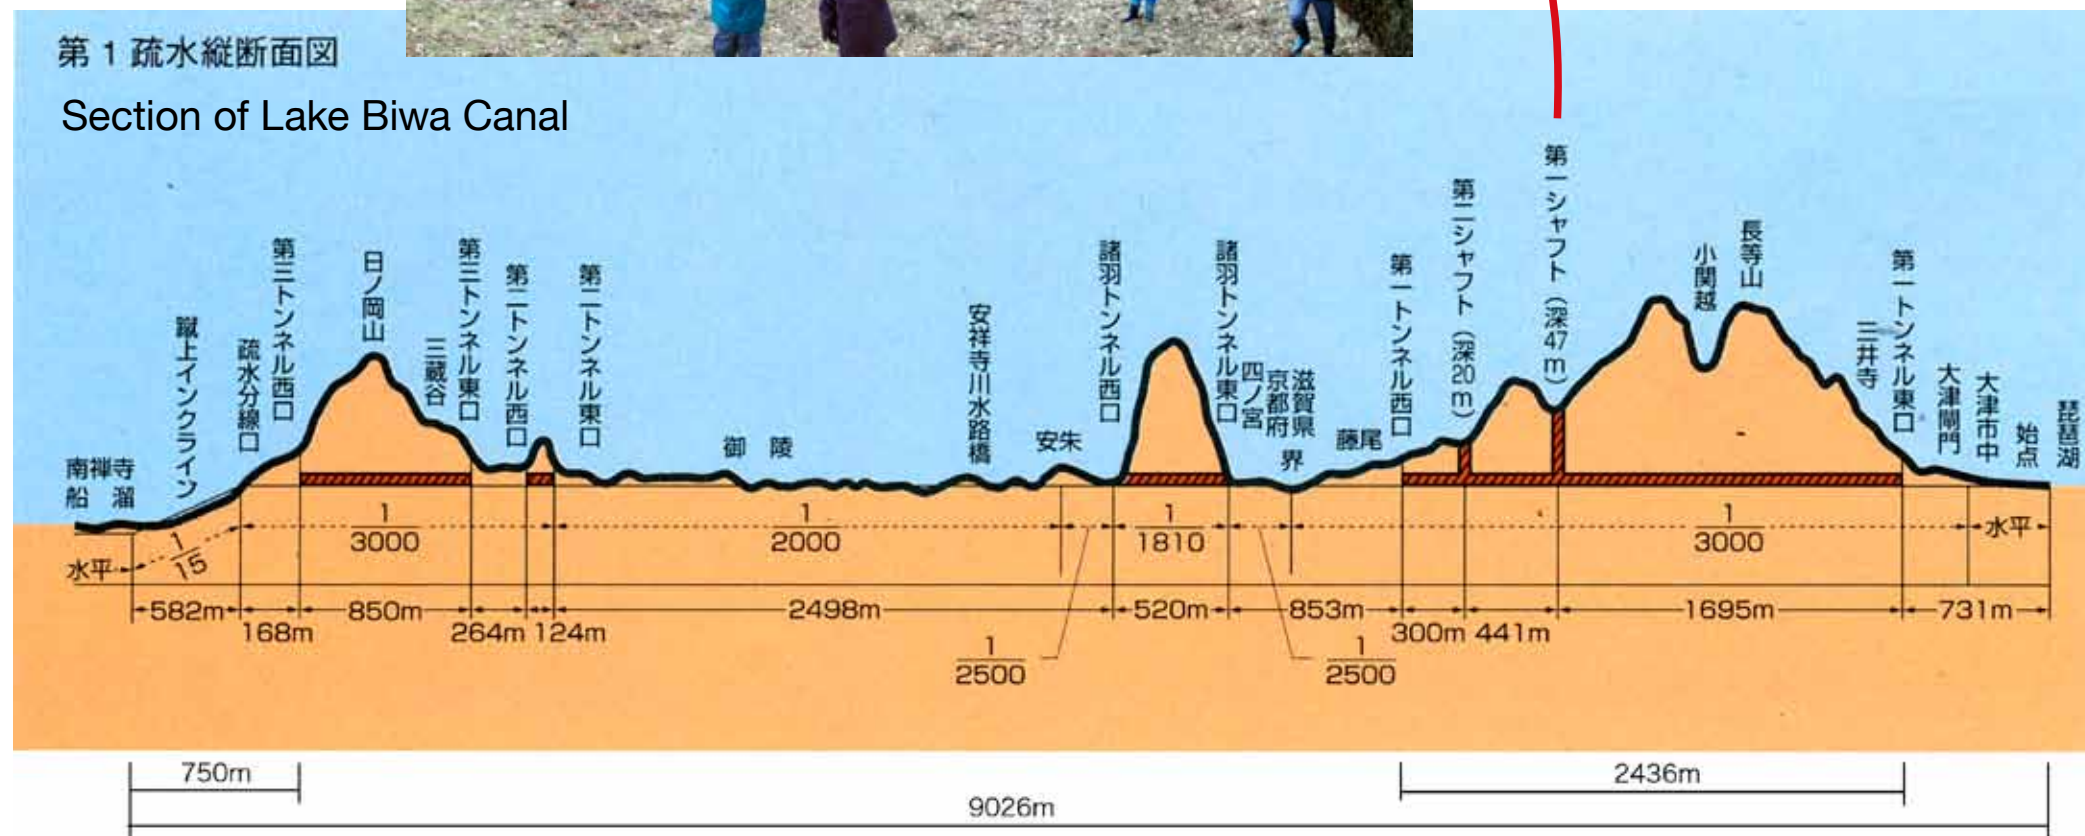 第1疏水縦断面図
Section of Lake Biwa Canal
南禅寺
船溜
蹴上インクライン
疏水分線口
第三トンネル西口
日ノ岡山
三蔵谷
第三トンネル東口
第二トンネル西口
第二トンネル東口
御陵
安祥寺川水路橋
安朱
諸羽トンネル西口
諸羽トンネル東口
四ノ宮
京都府
滋賀県
界
藤尾
第一トンネル西口
第二シャフト(深20m)
第一シャフト(深47m)
小関越
長等山
三井寺
第一トンネル東口
大津閘門
大津市中
始点
琵琶湖
水平
1/15
1/3000
1/2000
1/1810
1/3000
水平
582m
168m
850m
264m
124m
2498m
520m
853m
300m
441m
1695m
731m
1/2500
1/2500
750m
2436m
9026m